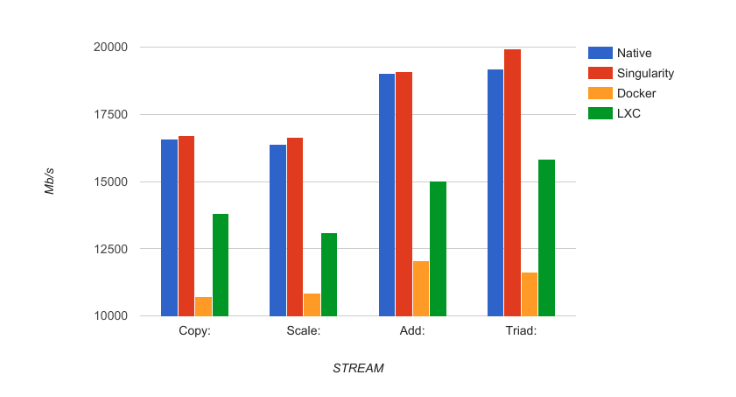 20000
17500
15000
12500
10000
Mb/s
Copy:
Scale:
Add:
Triad:
STREAM
Native
Singularity
Docker
LXC